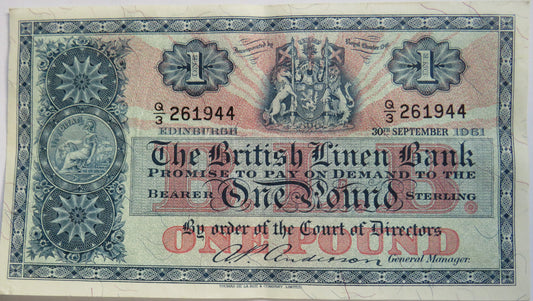 Incorporated by Royal Charter 1746
1 1
Q/3 261944 Q/3 261944
EDINBURGH 30TH SEPTEMBER 1961
The British Linen Bank
PROMISE TO PAY ON DEMAND TO THE
BEARER One Pound STERLING
By order of the Court of Directors
ONE POUND
General Manager.
THOMAS DE LA RUE & COMPANY, LIMITED.